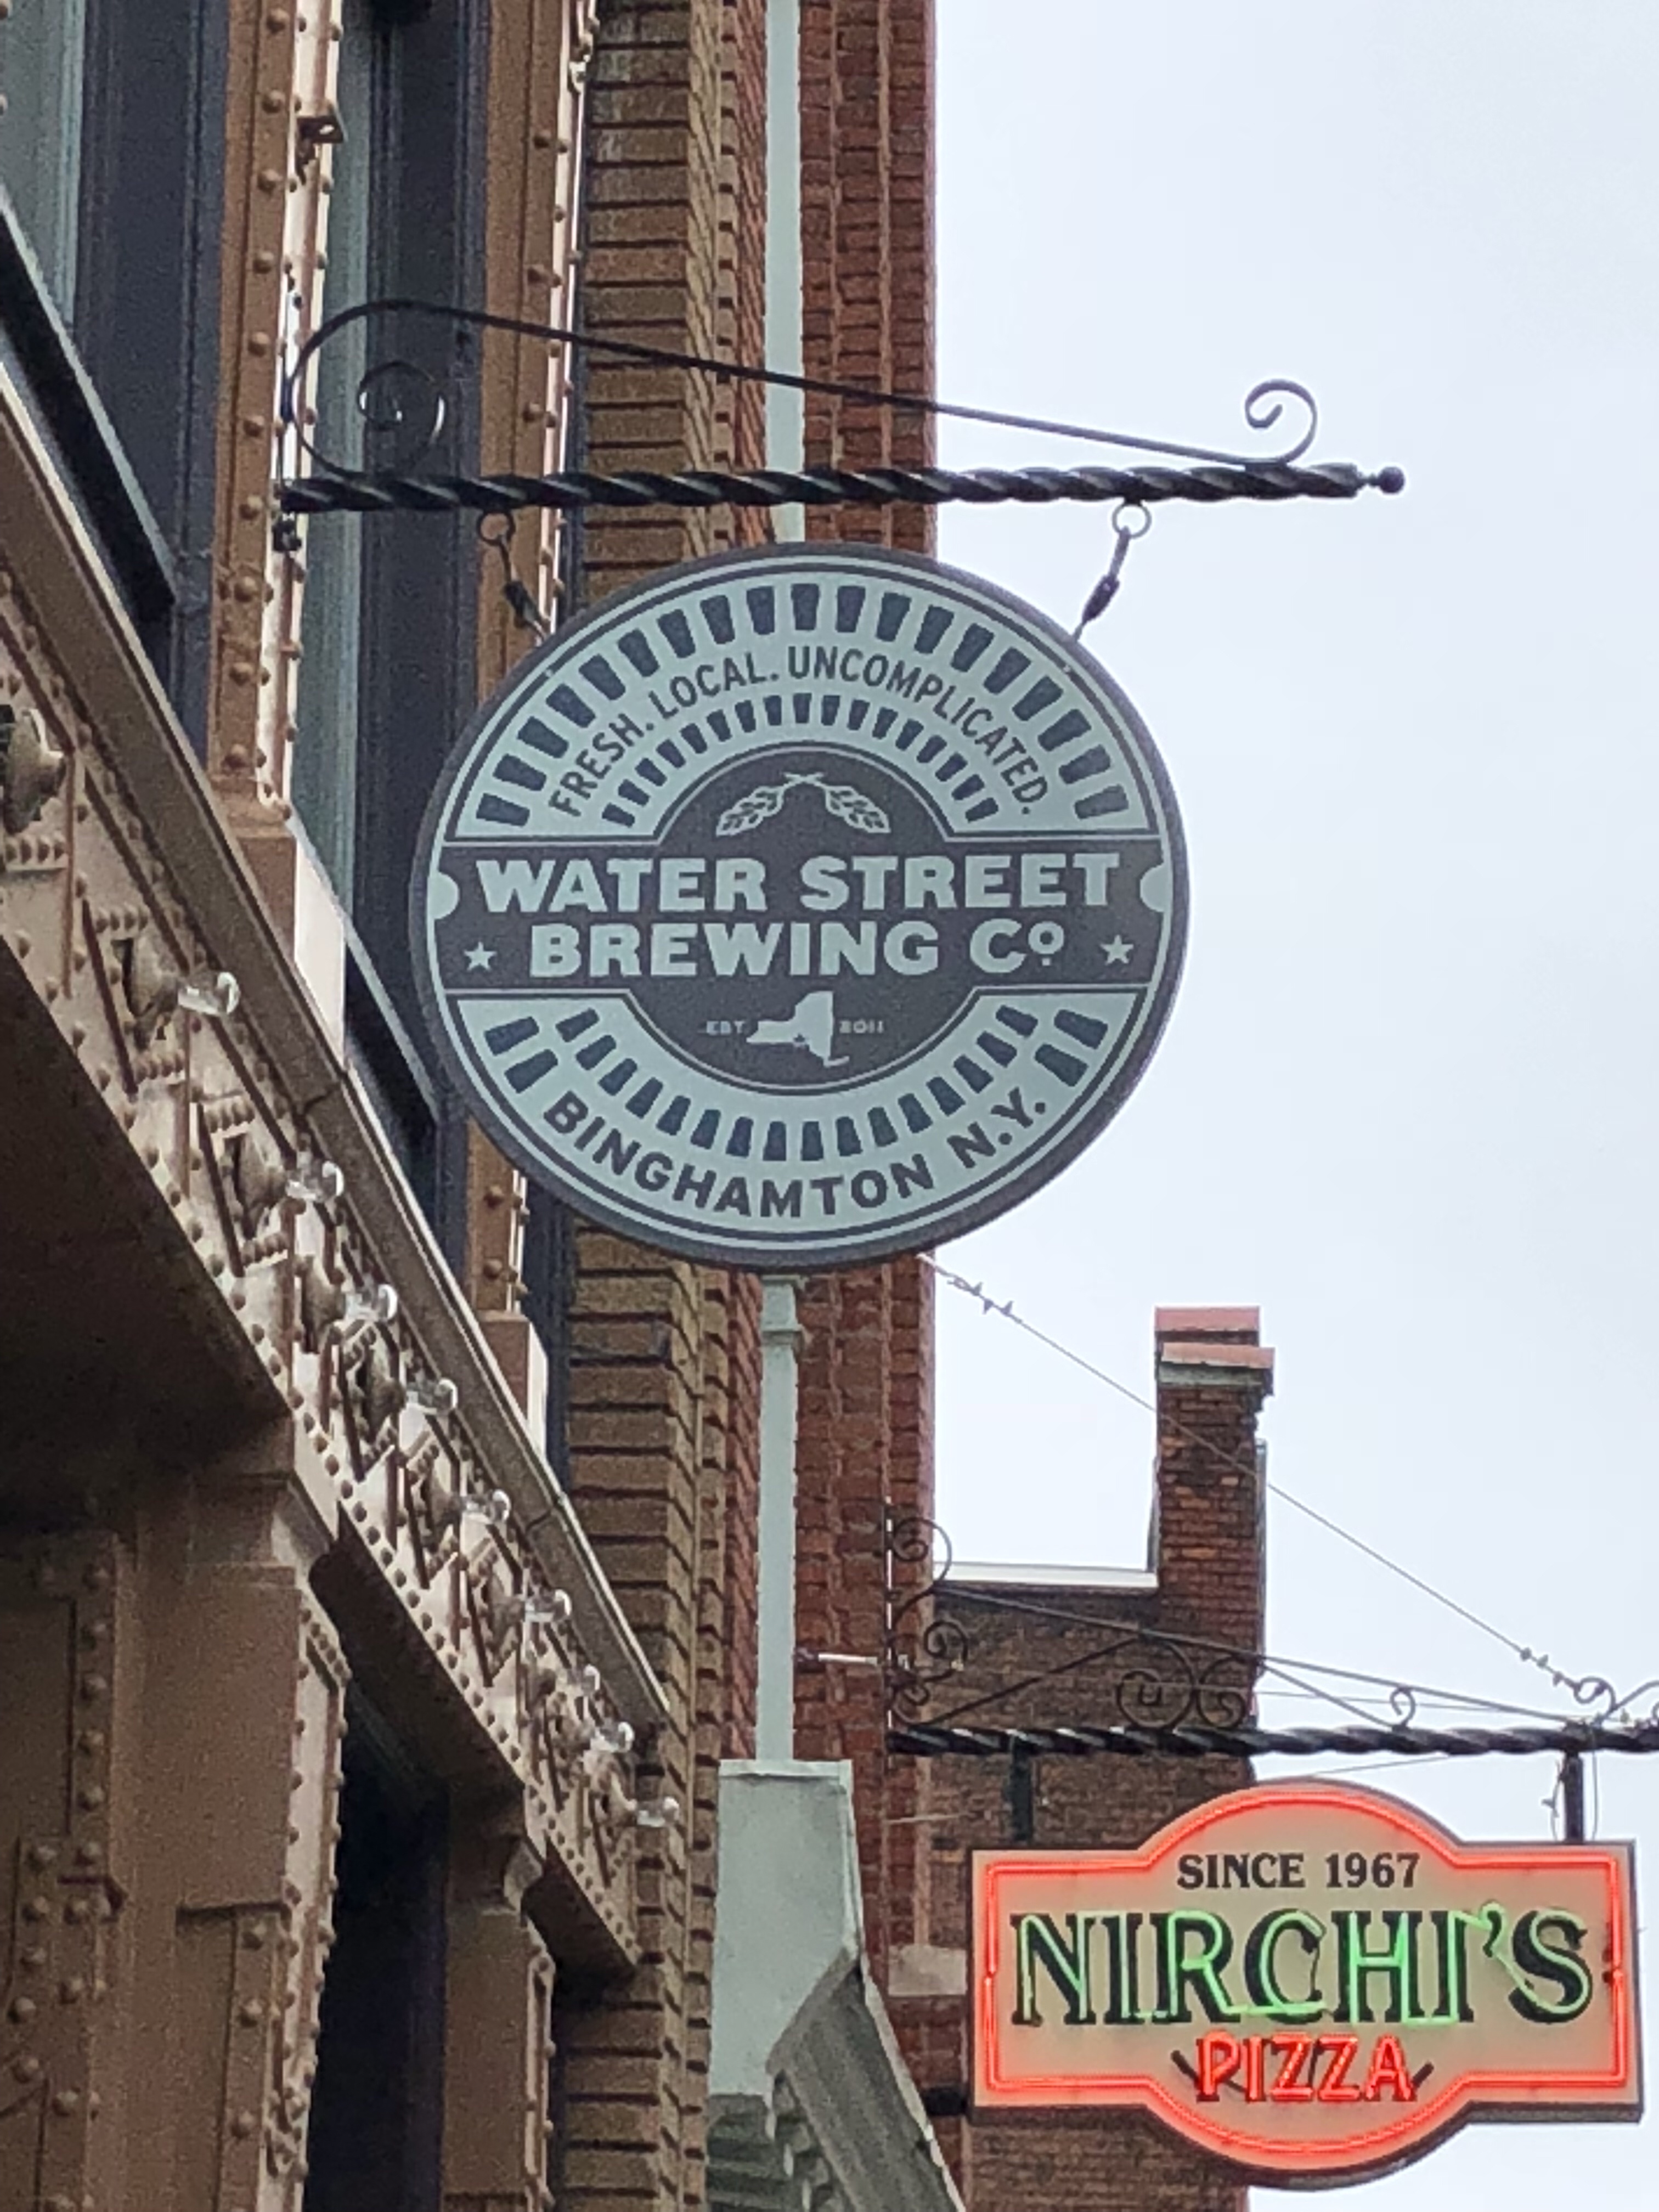 FRESH. LOCAL. UNCOMPLICATED.
WATER STREET
BREWING Cº
EST. 2011
BINGHAMTON N.Y.
SINCE 1967
NIRCHI'S
PIZZA